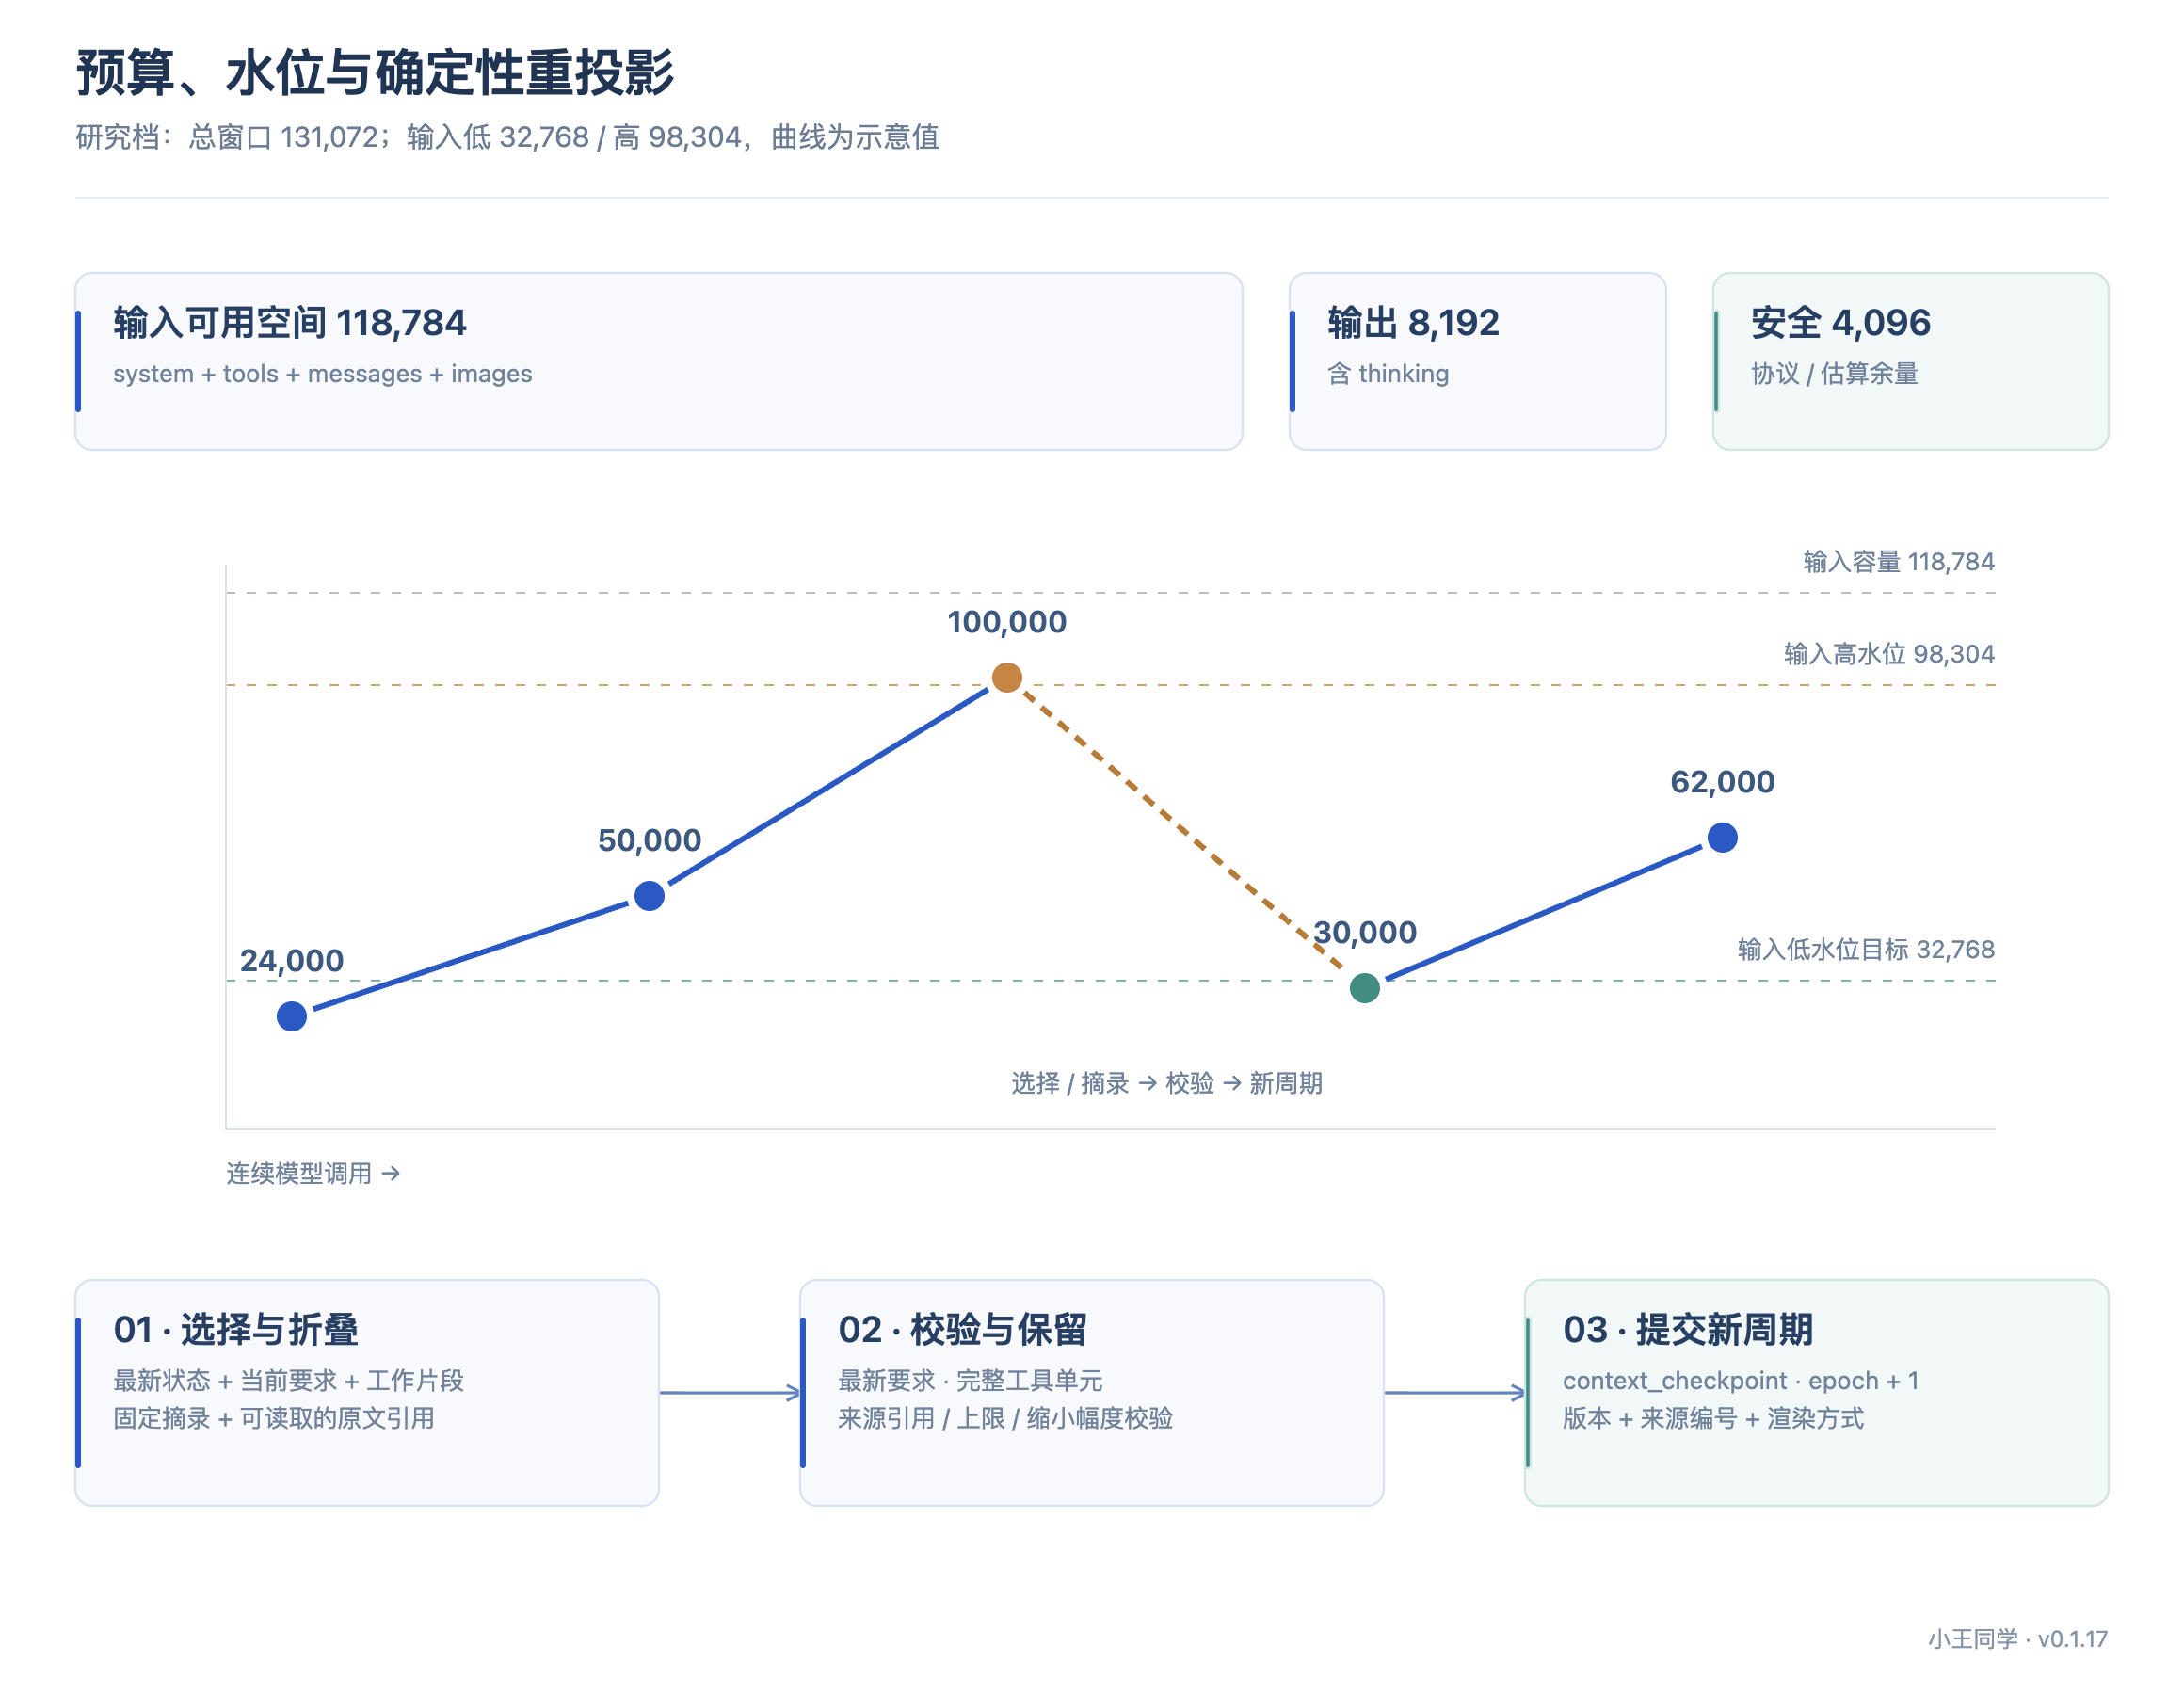 预算、水位与确定性重投影
研究档：总窗口 131,072；输入低 32,768 / 高 98,304，曲线为示意值
输入可用空间 118,784
system + tools + messages + images
输出 8,192
含 thinking
安全 4,096
协议 / 估算余量
输入容量 118,784
100,000
输入高水位 98,304
62,000
50,000
30,000
输入低水位目标 32,768
24,000
选择 / 摘录 → 校验 → 新周期
连续模型调用 →
01 · 选择与折叠
最新状态 + 当前要求 + 工作片段
固定摘录 + 可读取的原文引用
02 · 校验与保留
最新要求 · 完整工具单元
来源引用 / 上限 / 缩小幅度校验
03 · 提交新周期
context_checkpoint · epoch + 1
版本 + 来源编号 + 渲染方式
小王同学 · v0.1.17